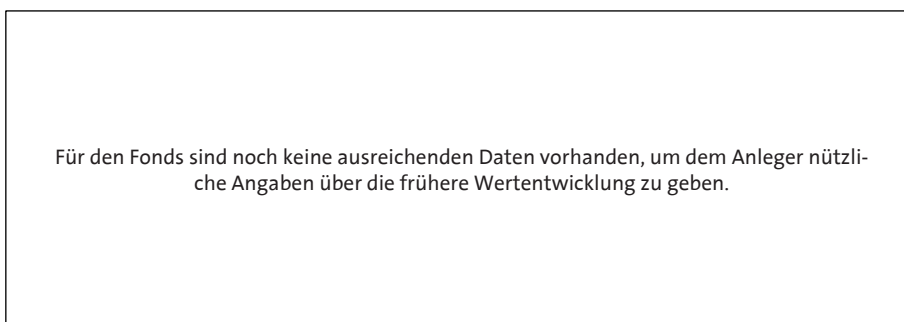 Für den Fonds sind noch keine ausreichenden Daten vorhanden, um dem Anleger nützli-
che Angaben über die frühere Wertentwicklung zu geben.